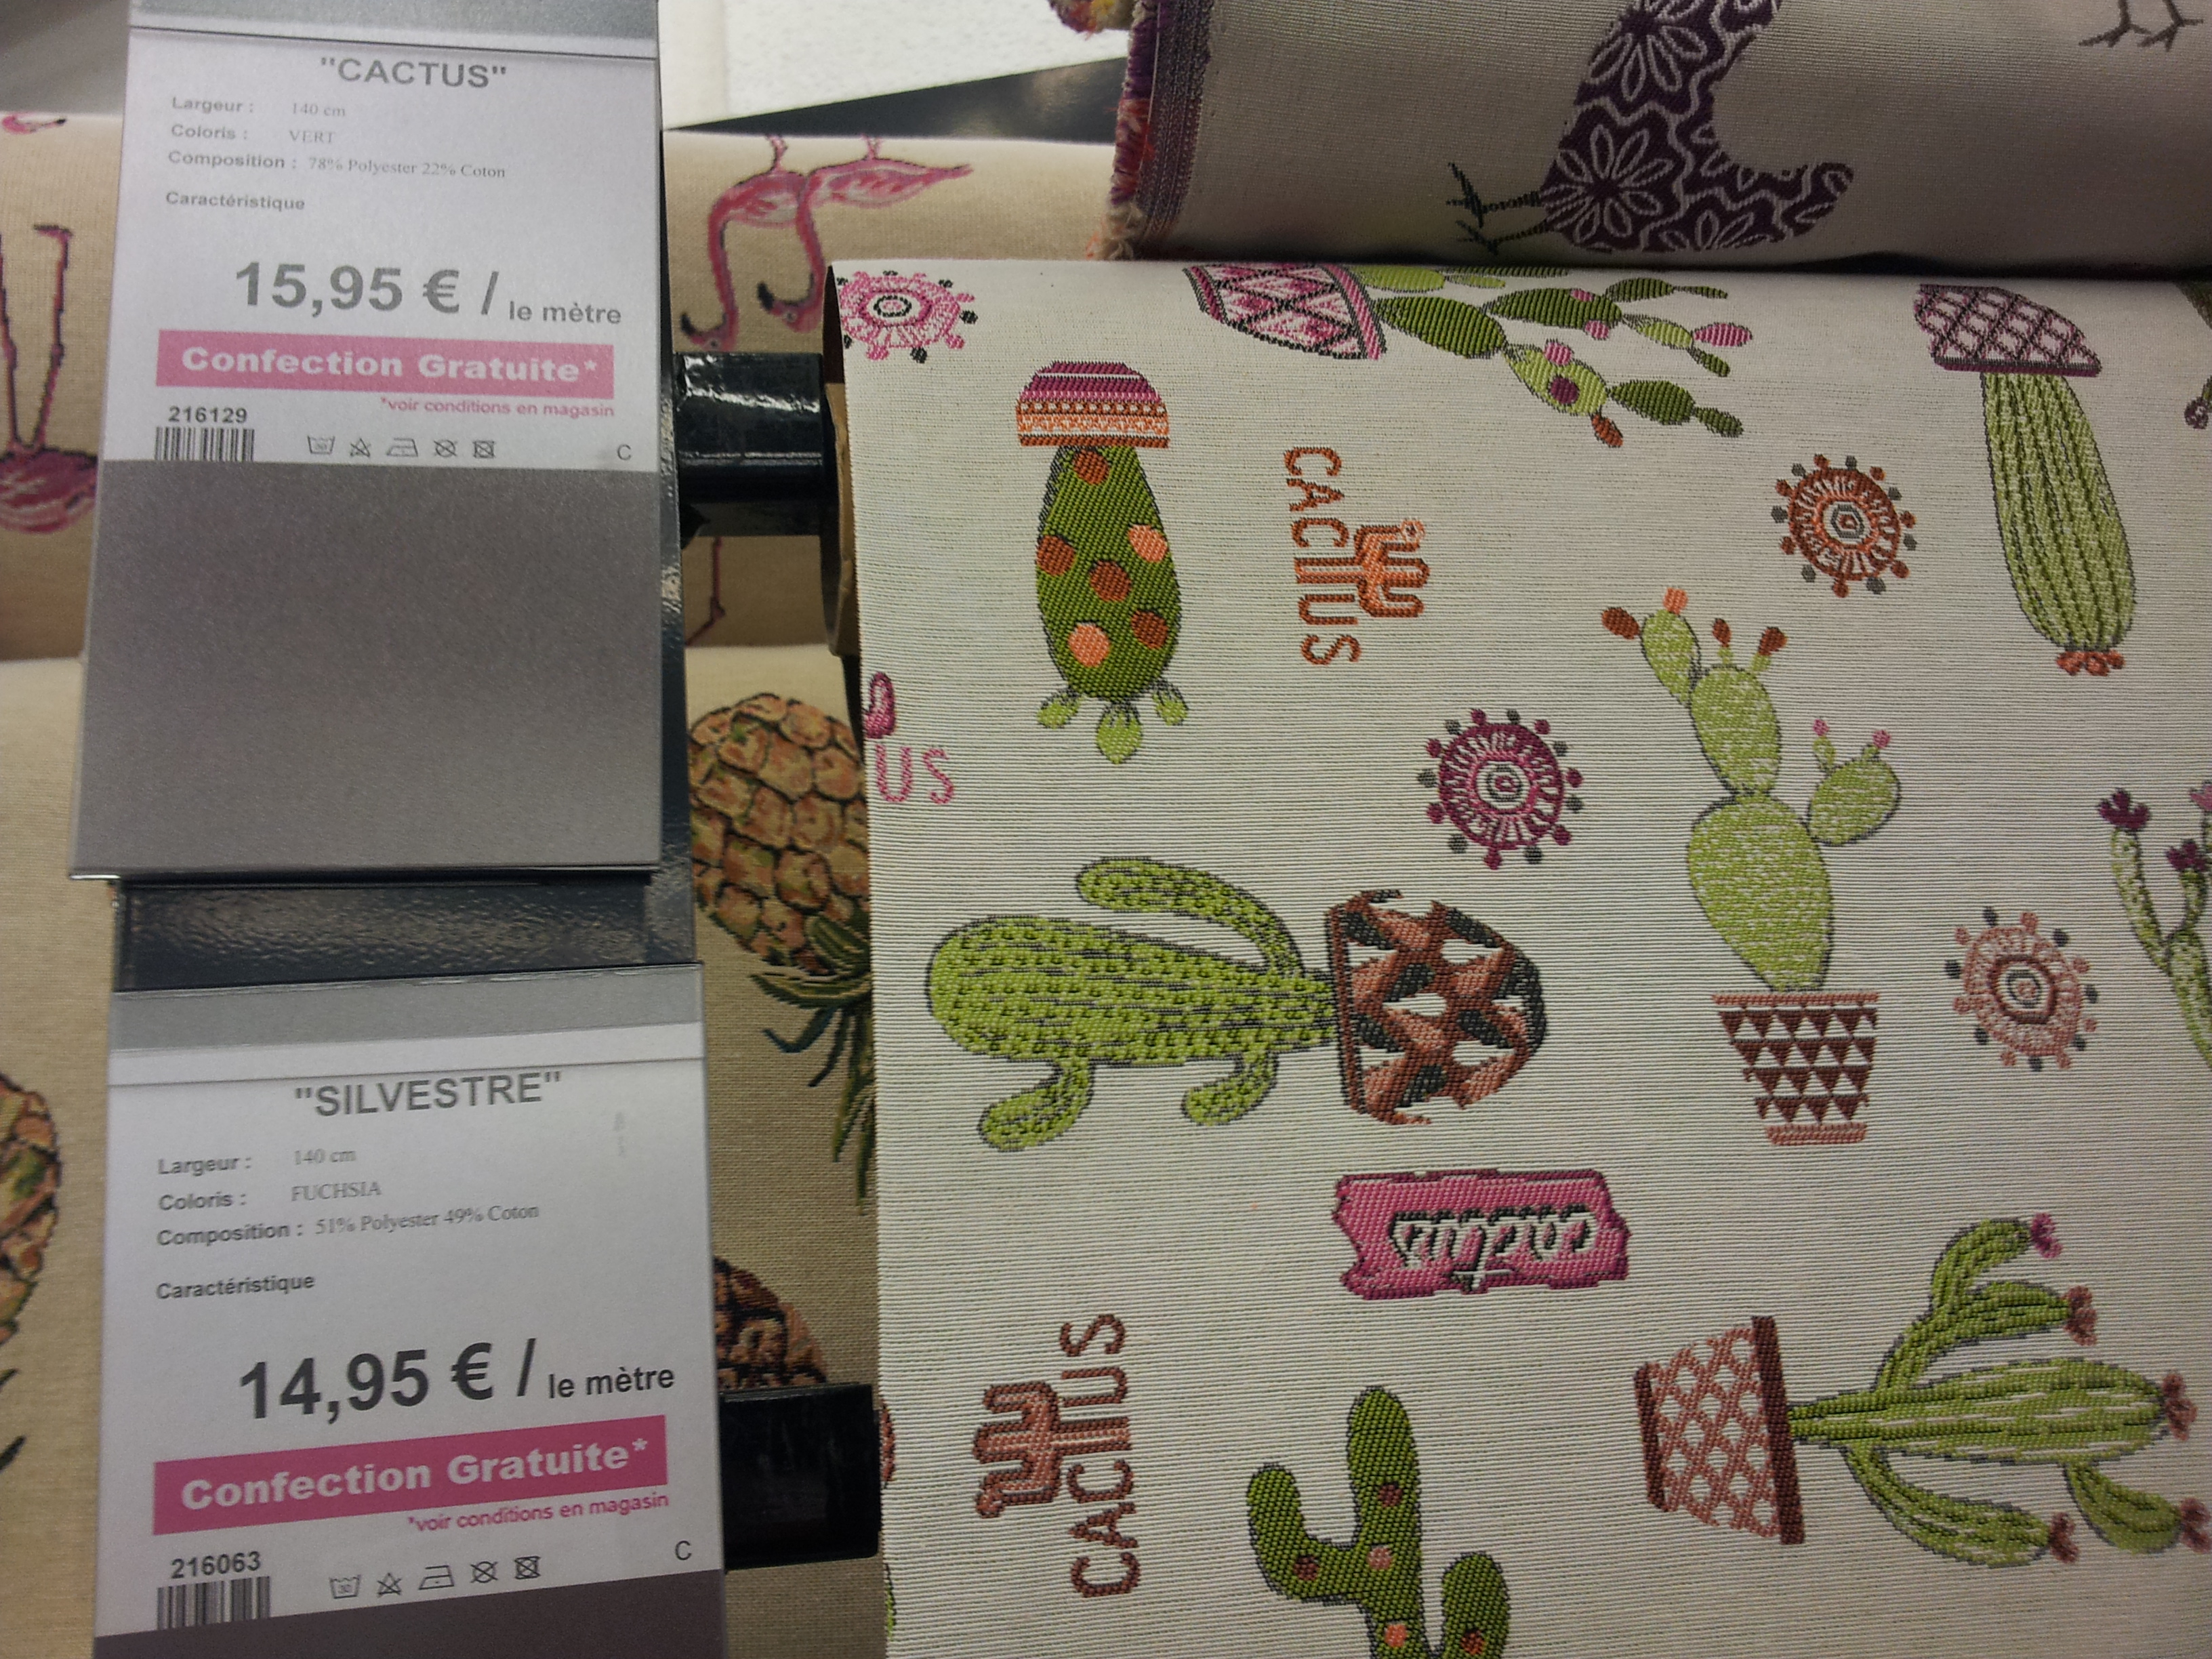 "CACTUS"
Largeur : 140 cm
Coloris : VERT
Composition : 78% Polyester 22% Coton
Caractéristique
15,95 € / le mètre
Confection Gratuite*
*voir conditions en magasin
216129
C
"SILVESTRE"
Largeur : 140 cm
Coloris : FUCHSIA
Composition : 51% Polyester 49% Coton
Caractéristique
14,95 € / le mètre
Confection Gratuite*
*voir conditions en magasin
216063
30
C
CACTUS
US
cactus
CACTUS